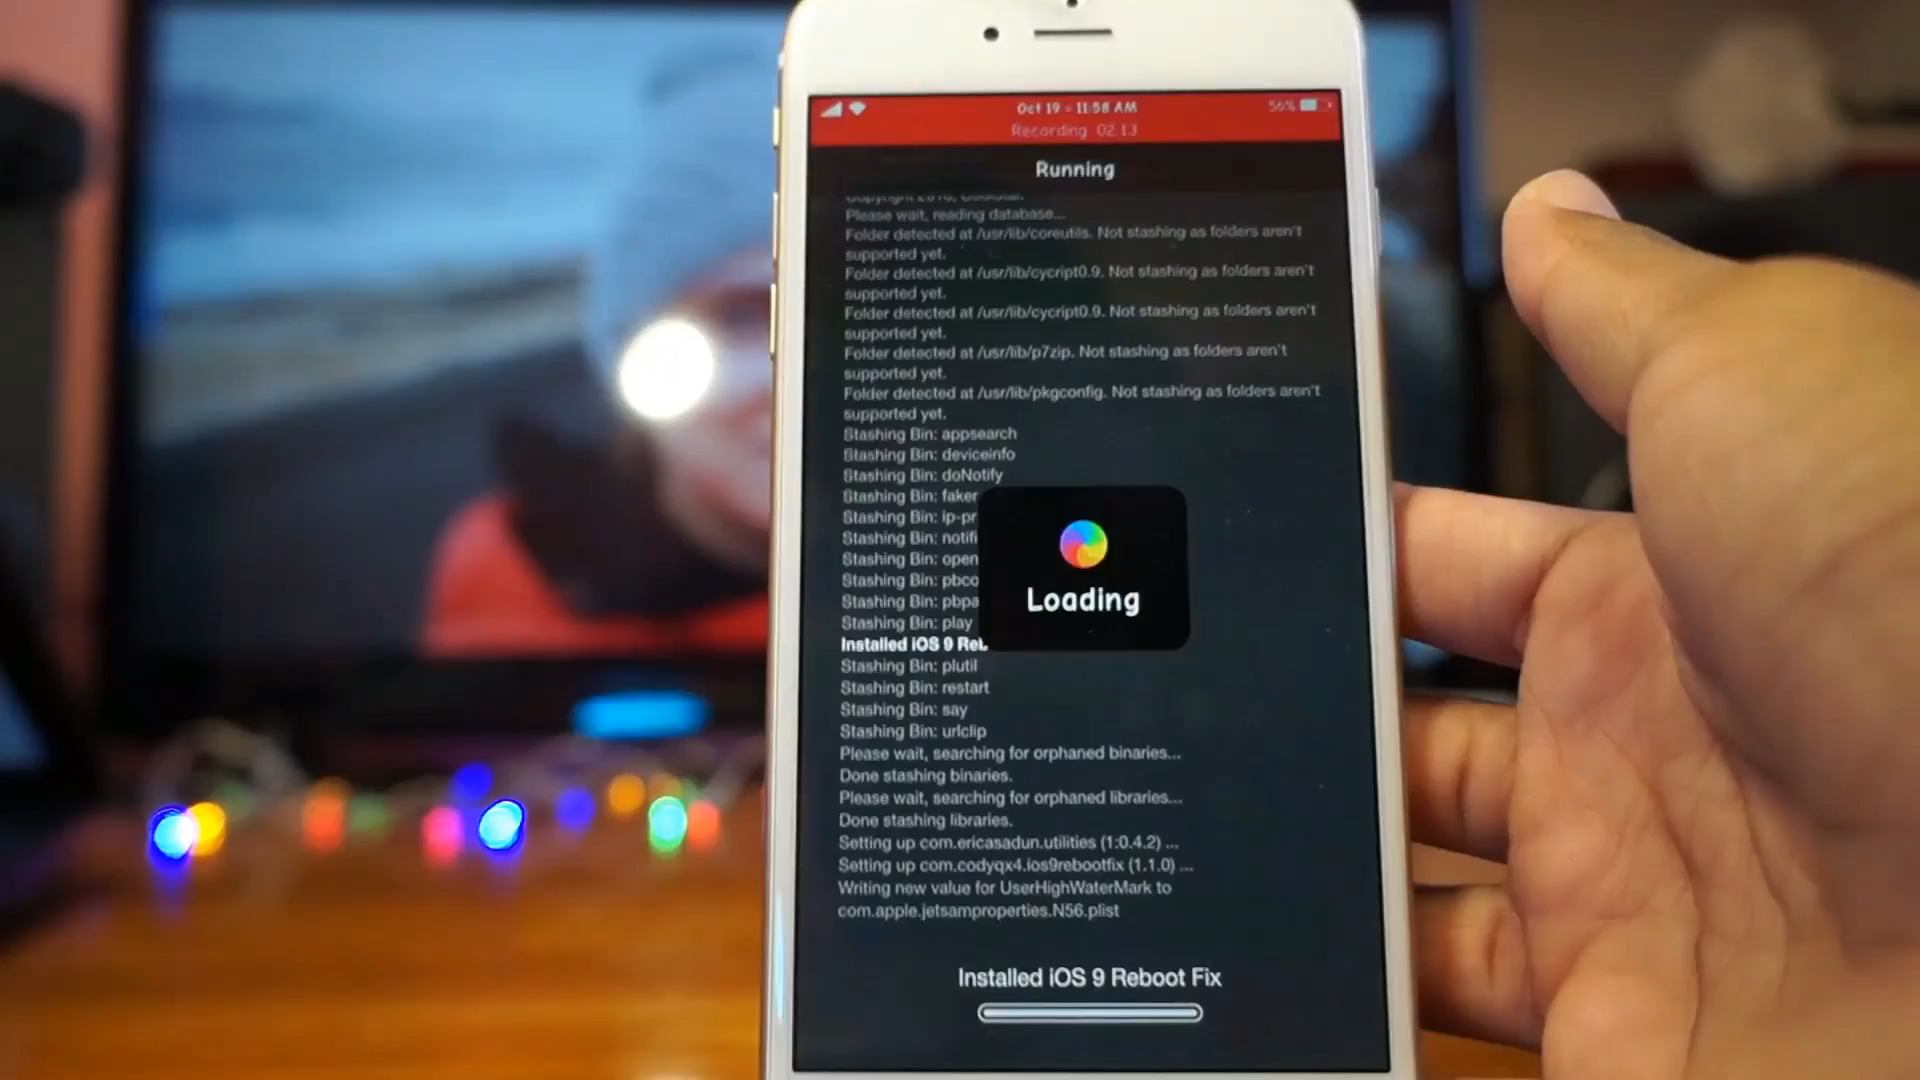 Oct 19 - 11:58 AM
56%
Recording 02:13
Running
Please wait, reading database...
Folder detected at /usr/lib/coreutils. Not stashing as folders aren't
supported yet.
Folder detected at /usr/lib/cycript0.9. Not stashing as folders aren't
supported yet.
Folder detected at /usr/lib/cycript0.9. Not stashing as folders aren't
supported yet.
Folder detected at /usr/lib/p7zip. Not stashing as folders aren't
supported yet.
Folder detected at /usr/lib/pkgconfig. Not stashing as folders aren't
supported yet.
Stashing Bin: appsearch
Stashing Bin: deviceinfo
Stashing Bin: doNotify
Stashing Bin: faker
Stashing Bin: ip-pr
Stashing Bin: notifi
Stashing Bin: open
Stashing Bin: pbco
Stashing Bin: pbpa
Stashing Bin: play
Loading
Installed iOS 9 Reb
Stashing Bin: plutil
Stashing Bin: restart
Stashing Bin: say
Stashing Bin: urlclip
Please wait, searching for orphaned binaries...
Done stashing binaries.
Please wait, searching for orphaned libraries...
Done stashing libraries.
Setting up com.ericasadun.utilities (1:0.4.2) ...
Setting up com.codyqx4.ios9rebootfix (1.1.0) ...
Writing new value for UserHighWaterMark to
com.apple.jetsamproperties.N56.plist
Installed iOS 9 Reboot Fix